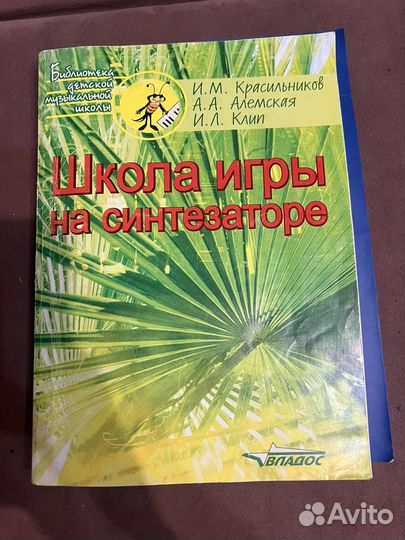 Библиотека
детской
музыкальной
школы
И.М. Красильников
А.А. Алемская
И.Л. Клип
Школа игры
на синтезаторе
ВЛАДОС
Avito